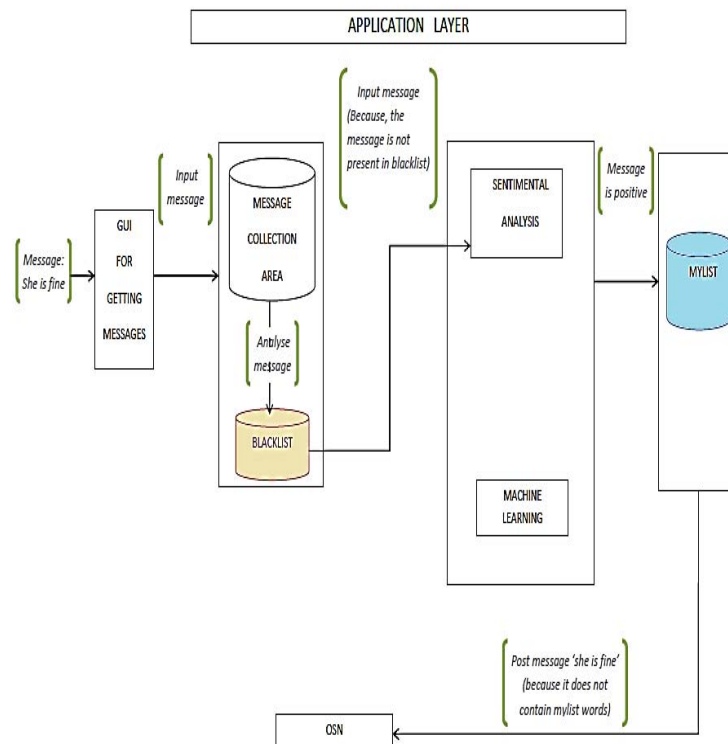 APPLICATION LAYER
Input message
(Because, the
message is not
present in blacklist)
Input
message
Message
is positive
MESSAGE
COLLECTION
AREA
SENTIMENTAL
ANALYSIS
GUI
FOR
GETTING
MESSAGES
Message:
She is fine
MYLIST
Analyse
message
BLACKLIST
MACHINE
LEARNING
Post message 'she is fine'
(because it does not
contain mylist words)
OSN